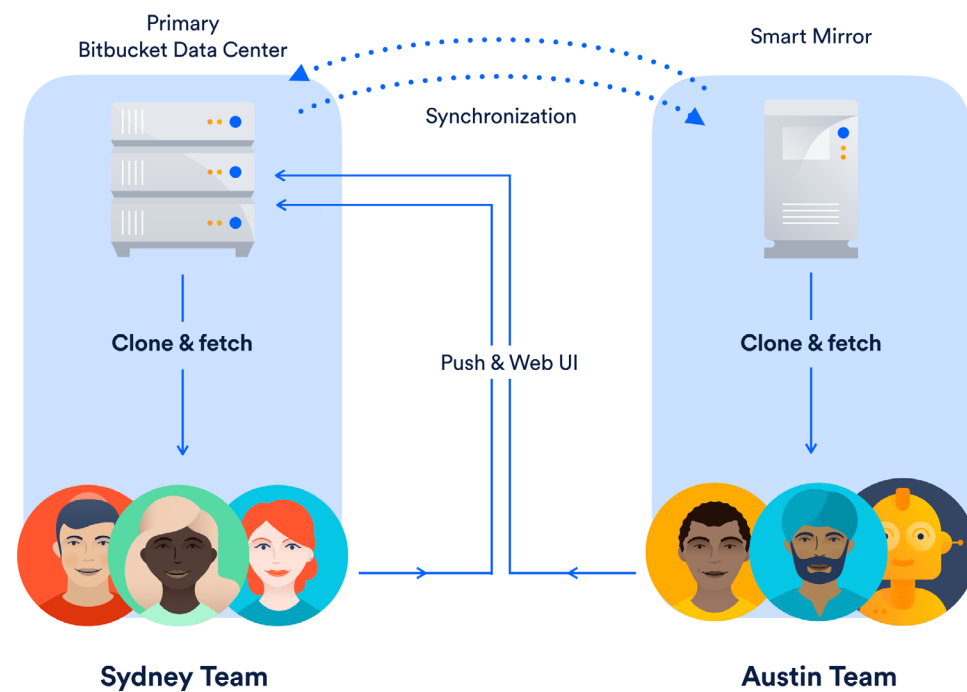 Primary
Bitbucket Data Center
Smart Mirror
Synchronization
Clone & fetch
Push & Web UI
Clone & fetch
Sydney Team
Austin Team